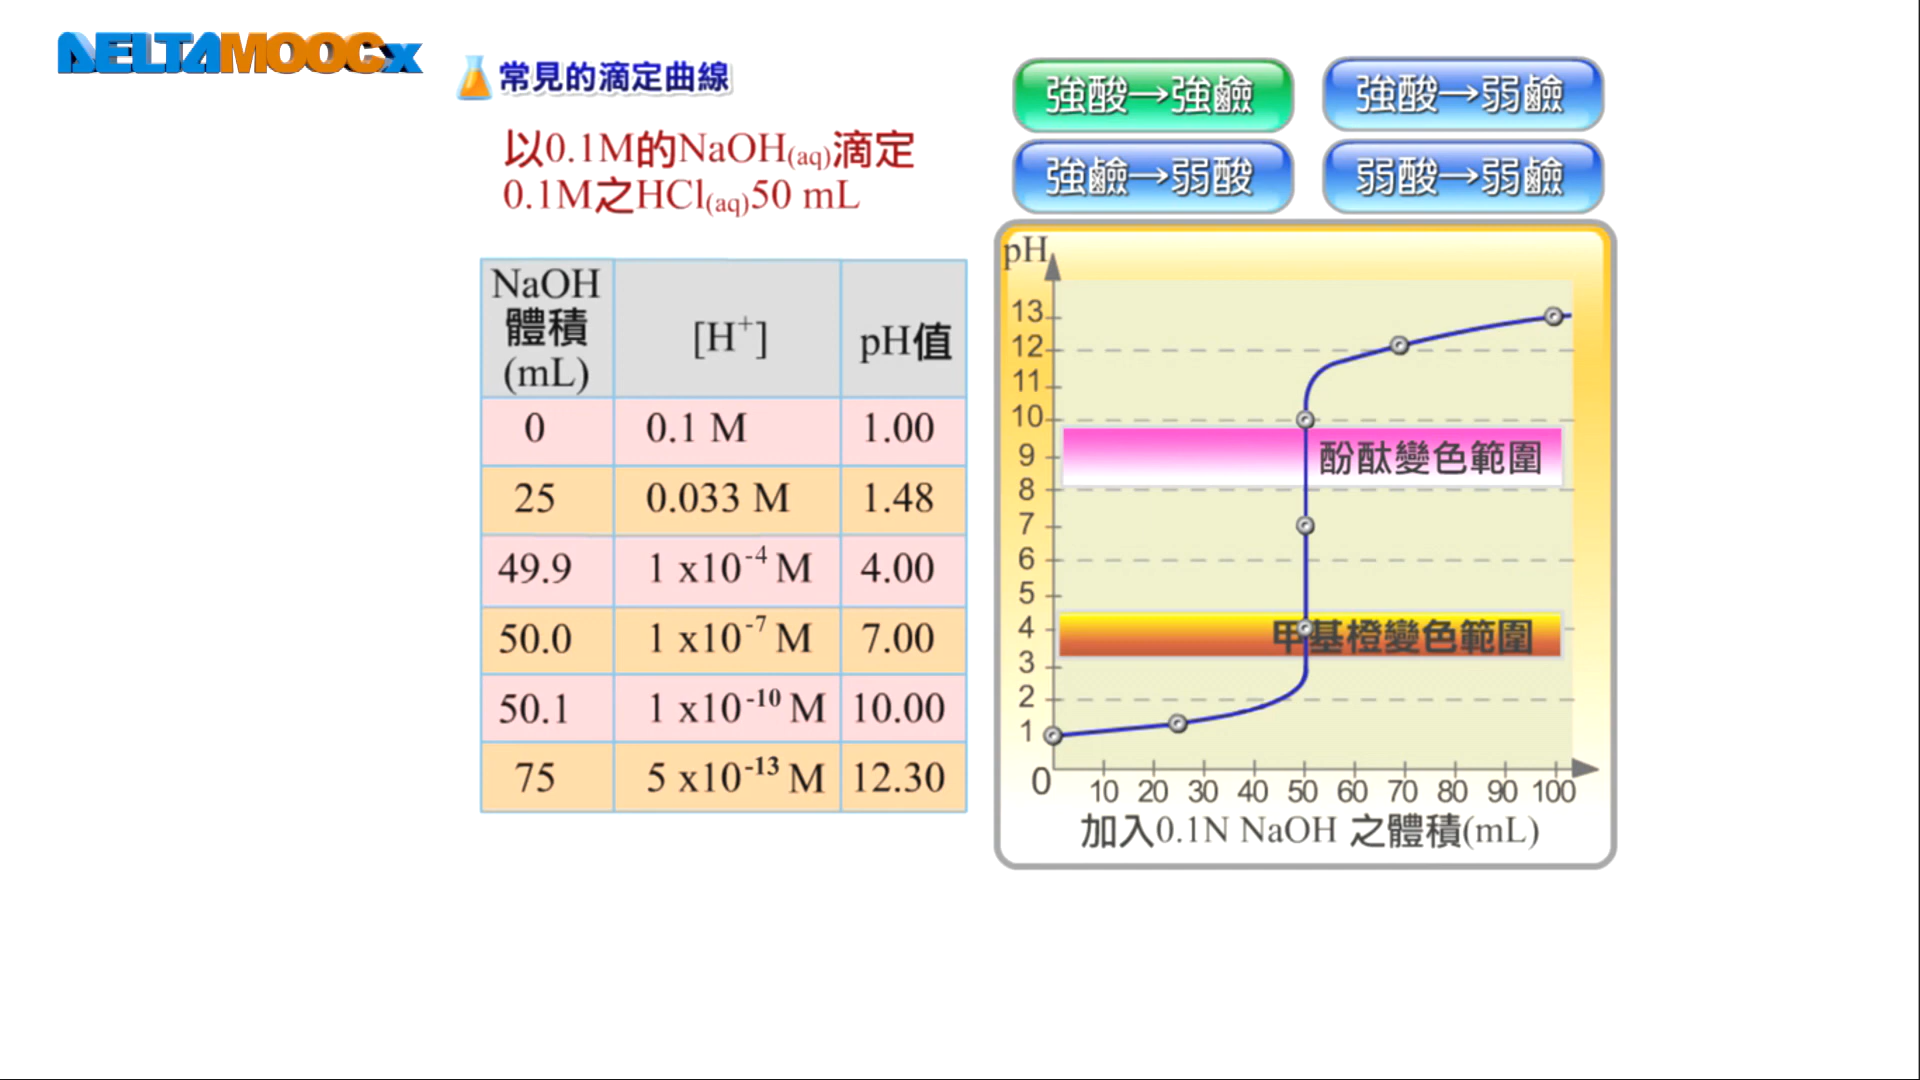 DELTAMOOCx
常見的滴定曲線
以0.1M的NaOH(aq)滴定
0.1M之HCl(aq)50 mL
強酸→強鹼
強酸→弱鹼
強鹼→弱酸
弱酸→弱鹼
NaOH
體積
(mL)
[H⁺]
pH值
0 0.1 M 1.00
25 0.033 M 1.48
49.9 1 x10⁻⁴ M 4.00
50.0 1 x10⁻⁷ M 7.00
50.1 1 x10⁻¹⁰ M 10.00
75 5 x10⁻¹³ M 12.30
pH
13
12
11
10
9
8
7
6
5
4
3
2
1
酚酞變色範圍
甲基橙變色範圍
0 10 20 30 40 50 60 70 80 90 100
加入0.1N NaOH 之體積(mL)